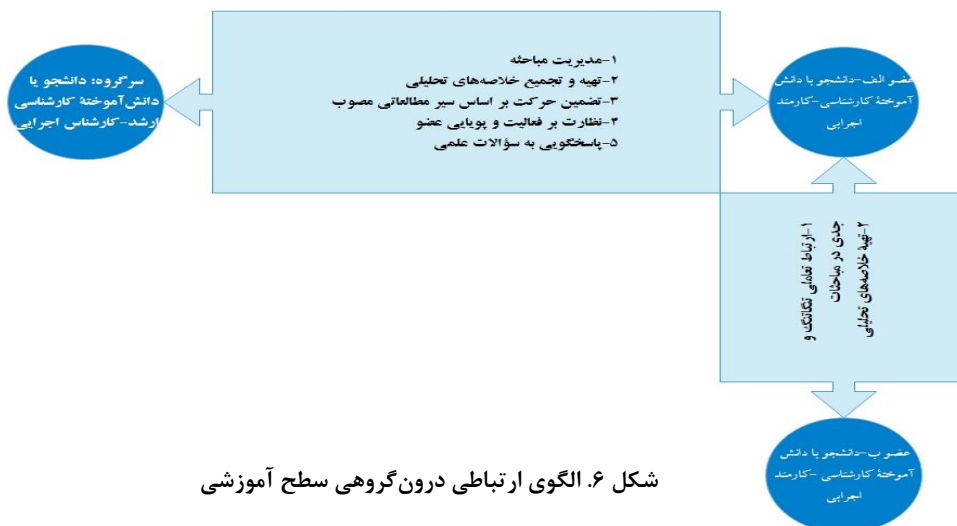 سرگروه: دانشجو یا
دانش‌آموختهٔ کارشناسی
ارشد-کارشناس اجرایی
۱-مدیریت مباحثه
۲-تهیه و تجمیع خلاصه‌های تحلیلی
۳-تضمین حرکت بر اساس سیر مطالعاتی مصوب
۴-نظارت بر فعالیت و پویایی عضو
۵-پاسخگویی به سؤالات علمی
عضو الف-دانشجو یا دانش
آموختهٔ کارشناسی -کارمند
اجرایی
۱-ارتباط تعاملی تنگاتنگ و
جدی در مباحثات
۲-تهیهٔ خلاصه‌های تحلیلی
عضو ب-دانشجو یا دانش
آموختهٔ کارشناسی -کارمند
اجرایی
شکل ۶. الگوی ارتباطی درون‌گروهی سطح آموزشی